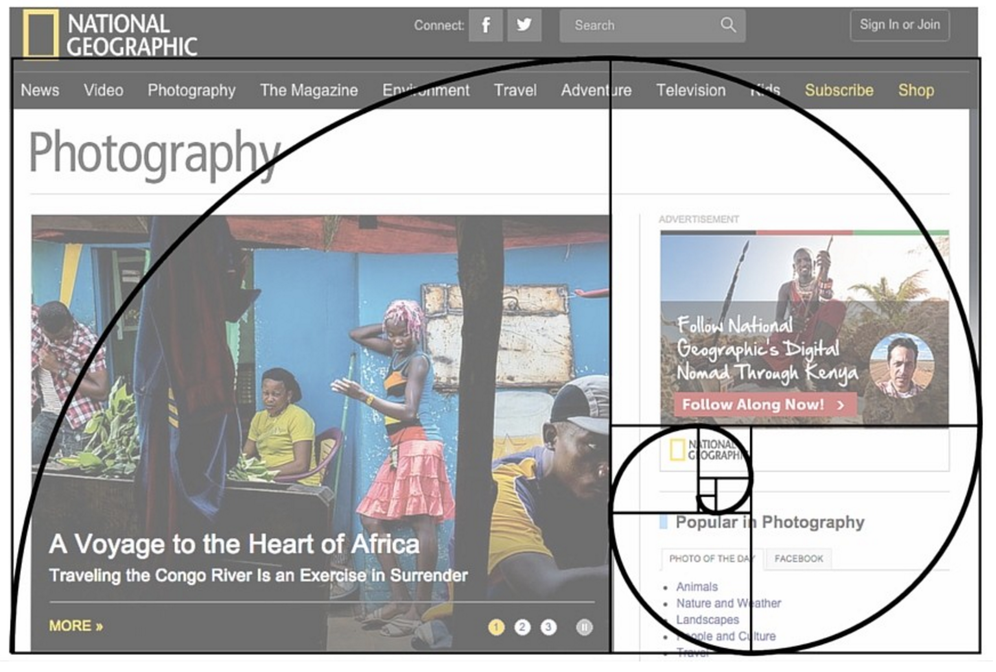 NATIONAL
GEOGRAPHIC
Connect: f Search Sign In or Join
News Video Photography The Magazine Environment Travel Adventure Television Kids Subscribe Shop
Photography
A Voyage to the Heart of Africa
Traveling the Congo River Is an Exercise in Surrender
MORE »
1 2 3
ADVERTISEMENT
Follow National
Geographic's Digital
Nomad Through Kenya
Follow Along Now! >
NATIONAL
GEOGRAPHIC
Popular in Photography
PHOTO OF THE DAY FACEBOOK
• Animals
• Nature and Weather
• Landscapes
• People and Culture
• Travel